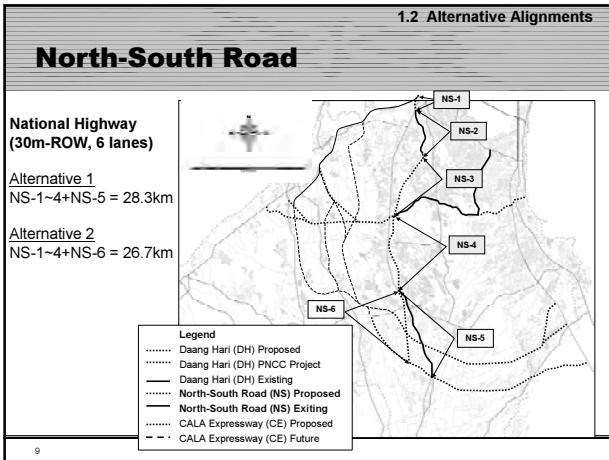 1.2 Alternative Alignments
North-South Road
National Highway
(30m-ROW, 6 lanes)
Alternative 1
NS-1~4+NS-5 = 28.3km
Alternative 2
NS-1~4+NS-6 = 26.7km
NS-1
NS-2
NS-3
NS-4
NS-6
NS-5
Legend
Daang Hari (DH) Proposed
Daang Hari (DH) PNCC Project
Daang Hari (DH) Existing
North-South Road (NS) Proposed
North-South Road (NS) Exiting
CALA Expressway (CE) Proposed
CALA Expressway (CE) Future
9